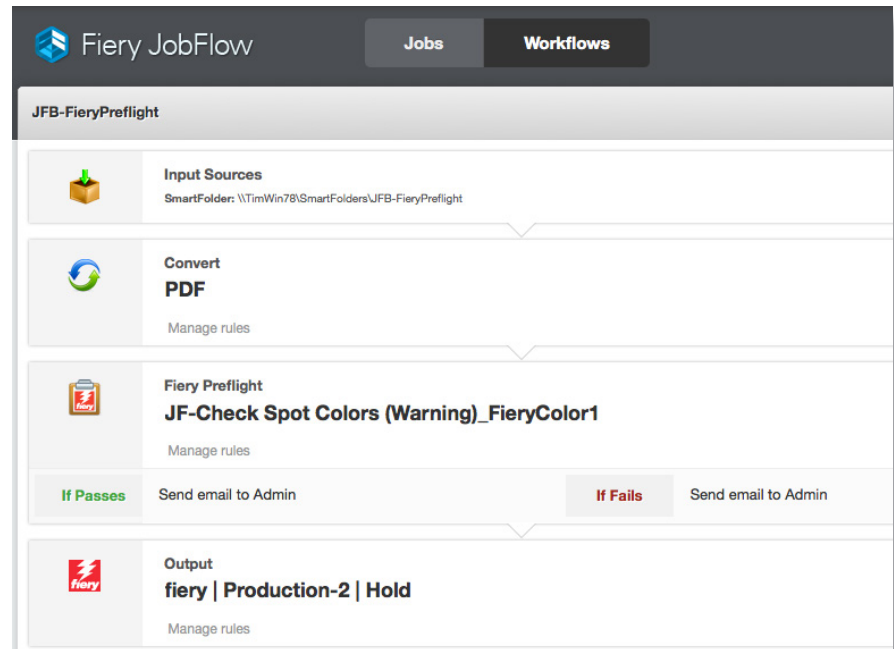 Fiery JobFlow
Jobs
Workflows
JFB-FieryPreflight
Input Sources
SmartFolder: \\TimWin78\SmartFolders\JFB-FieryPreflight
Convert
PDF
Manage rules
fiery
Fiery Preflight
JF-Check Spot Colors (Warning)_FieryColor1
Manage rules
If Passes
Send email to Admin
If Fails
Send email to Admin
fiery
Output
fiery | Production-2 | Hold
Manage rules